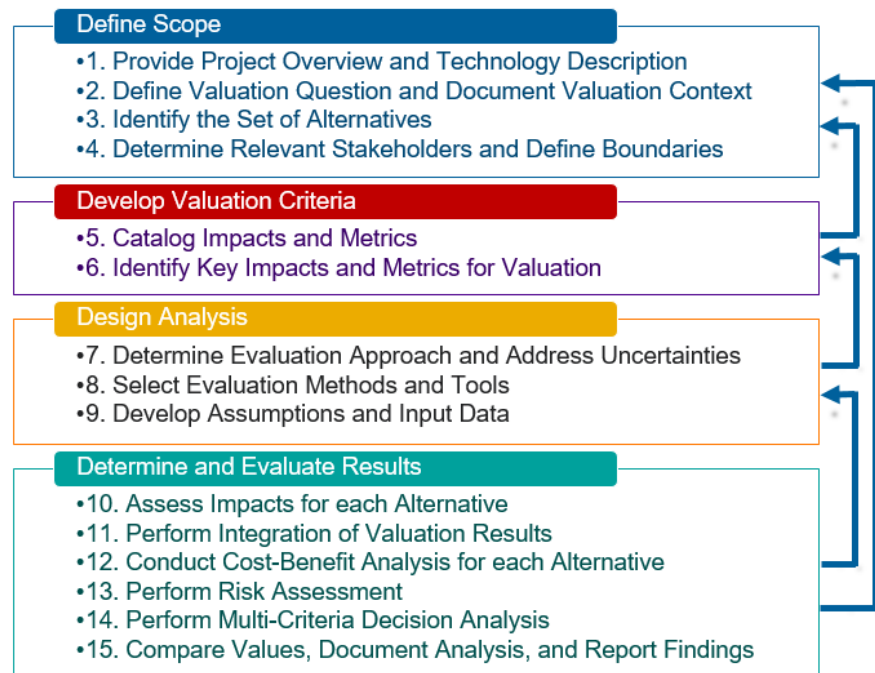 Define Scope
•1. Provide Project Overview and Technology Description
•2. Define Valuation Question and Document Valuation Context
•3. Identify the Set of Alternatives
•4. Determine Relevant Stakeholders and Define Boundaries
Develop Valuation Criteria
•5. Catalog Impacts and Metrics
•6. Identify Key Impacts and Metrics for Valuation
Design Analysis
•7. Determine Evaluation Approach and Address Uncertainties
•8. Select Evaluation Methods and Tools
•9. Develop Assumptions and Input Data
Determine and Evaluate Results
•10. Assess Impacts for each Alternative
•11. Perform Integration of Valuation Results
•12. Conduct Cost-Benefit Analysis for each Alternative
•13. Perform Risk Assessment
•14. Perform Multi-Criteria Decision Analysis
•15. Compare Values, Document Analysis, and Report Findings